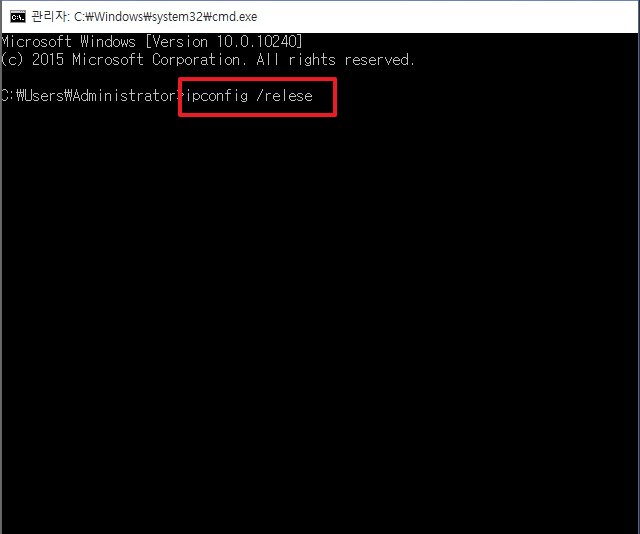 관리자: C:₩Windows₩system32₩cmd.exe
Microsoft Windows [Version 10.0.10240]
(c) 2015 Microsoft Corporation. All rights reserved.
C:₩Users₩Administrator>ipconfig /relese